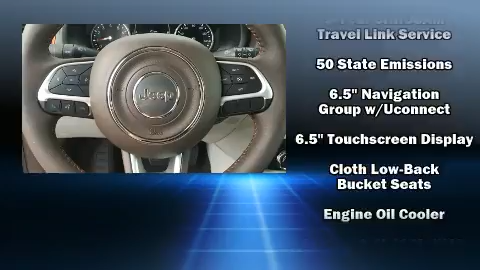 Travel Link Service
50 State Emissions
6.5" Navigation
Group w/Uconnect
6.5" Touchscreen Display
Cloth Low-Back
Bucket Seats
Engine Oil Cooler
Jeep